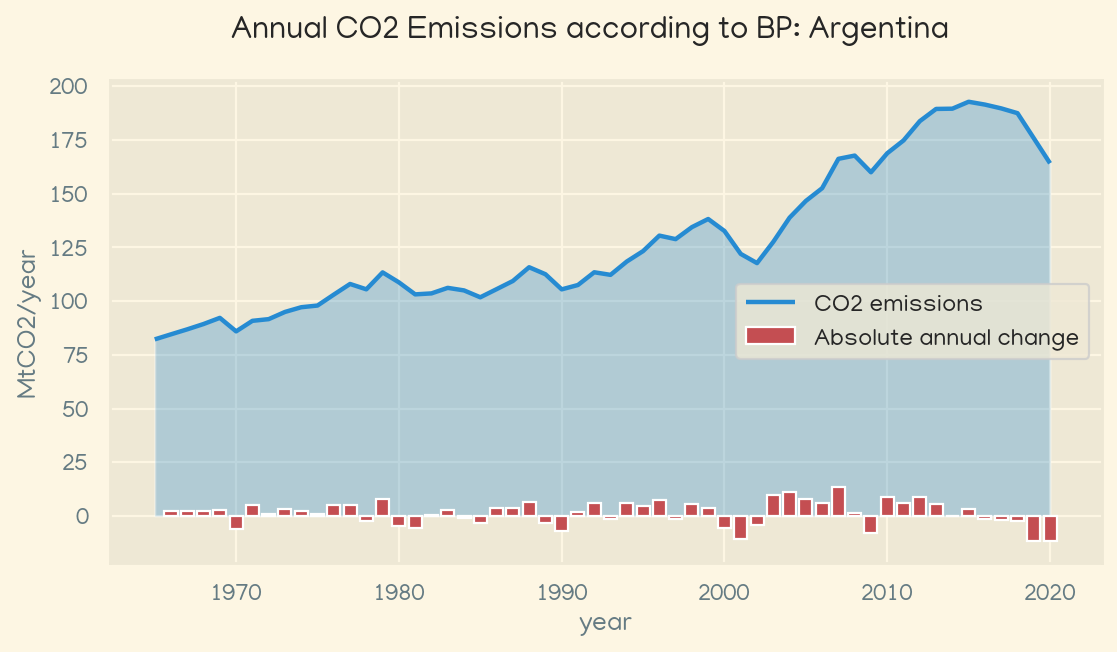 Annual CO2 Emissions according to BP: Argentina
MtCO2/year
200
175
150
125
100
75
50
25
0
CO2 emissions
Absolute annual change
1970 1980 1990 2000 2010 2020
year